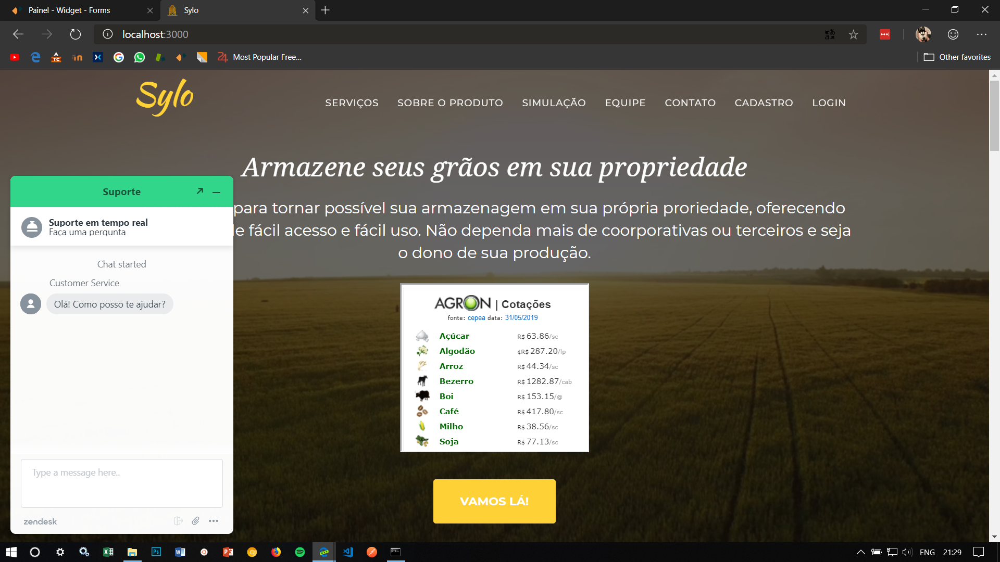 Painel - Widget - Forms
Sylo
localhost:3000
Most Popular Free...
Other favorites
Sylo
SERVIÇOS SOBRE O PRODUTO SIMULAÇÃO EQUIPE CONTATO CADASTRO LOGIN
Armazene seus grãos em sua propriedade
para tornar possível sua armazenagem em sua própria proriedade, oferecendo
fácil acesso e fácil uso. Não dependa mais de coorporativas ou terceiros e seja
o dono de sua produção.
AGRON | Cotações
fonte: cepea data: 31/05/2019
Açúcar R$ 63.86/sc
Algodão ¢R$ 287.20/lp
Arroz R$ 44.34/sc
Bezerro R$ 1282.87/cab
Boi R$ 153.15/@
Café R$ 417.80/sc
Milho R$ 38.56/sc
Soja R$ 77.13/sc
VAMOS LÁ!
Suporte
Suporte em tempo real
Faça uma pergunta
Chat started
Customer Service
Olá! Como posso te ajudar?
Type a message here..
zendesk
ENG 21:29